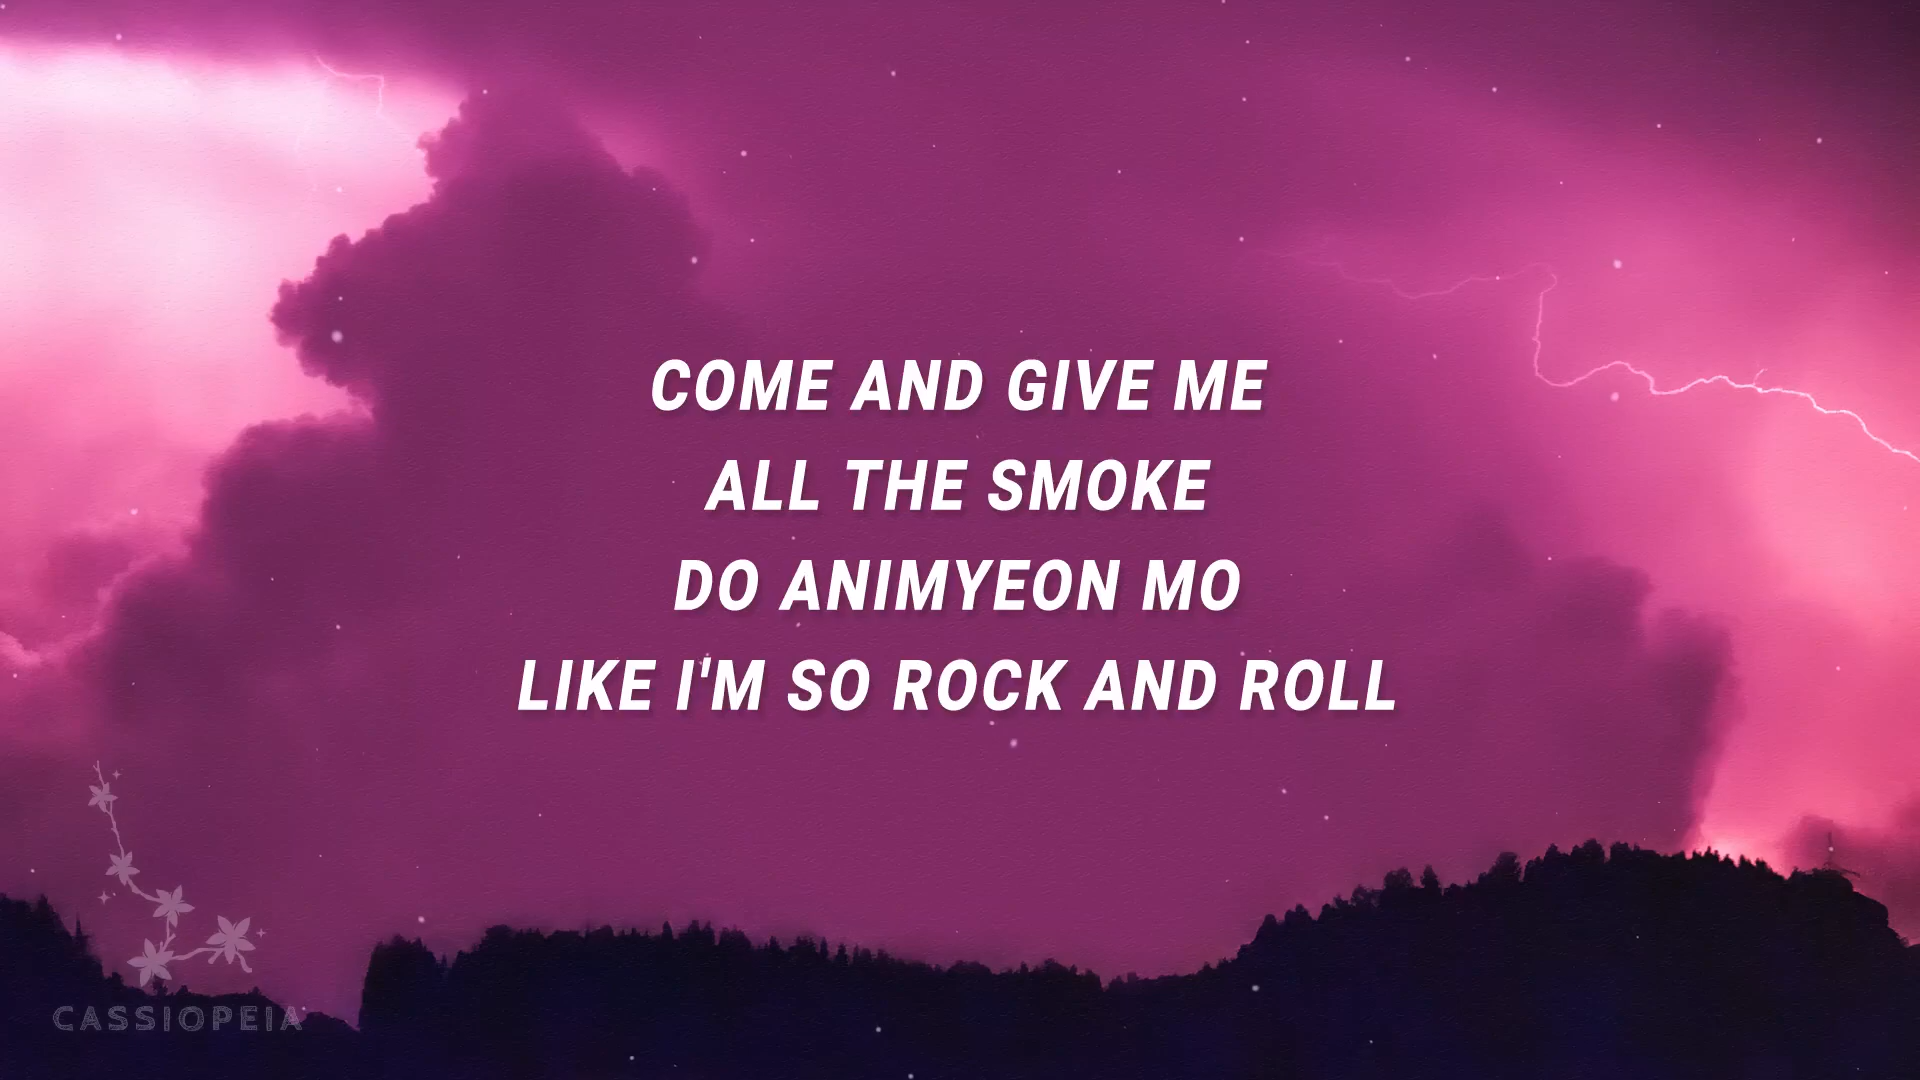 COME AND GIVE ME
ALL THE SMOKE
DO ANIMYEON MO
LIKE I'M SO ROCK AND ROLL
CASSIOPEIA